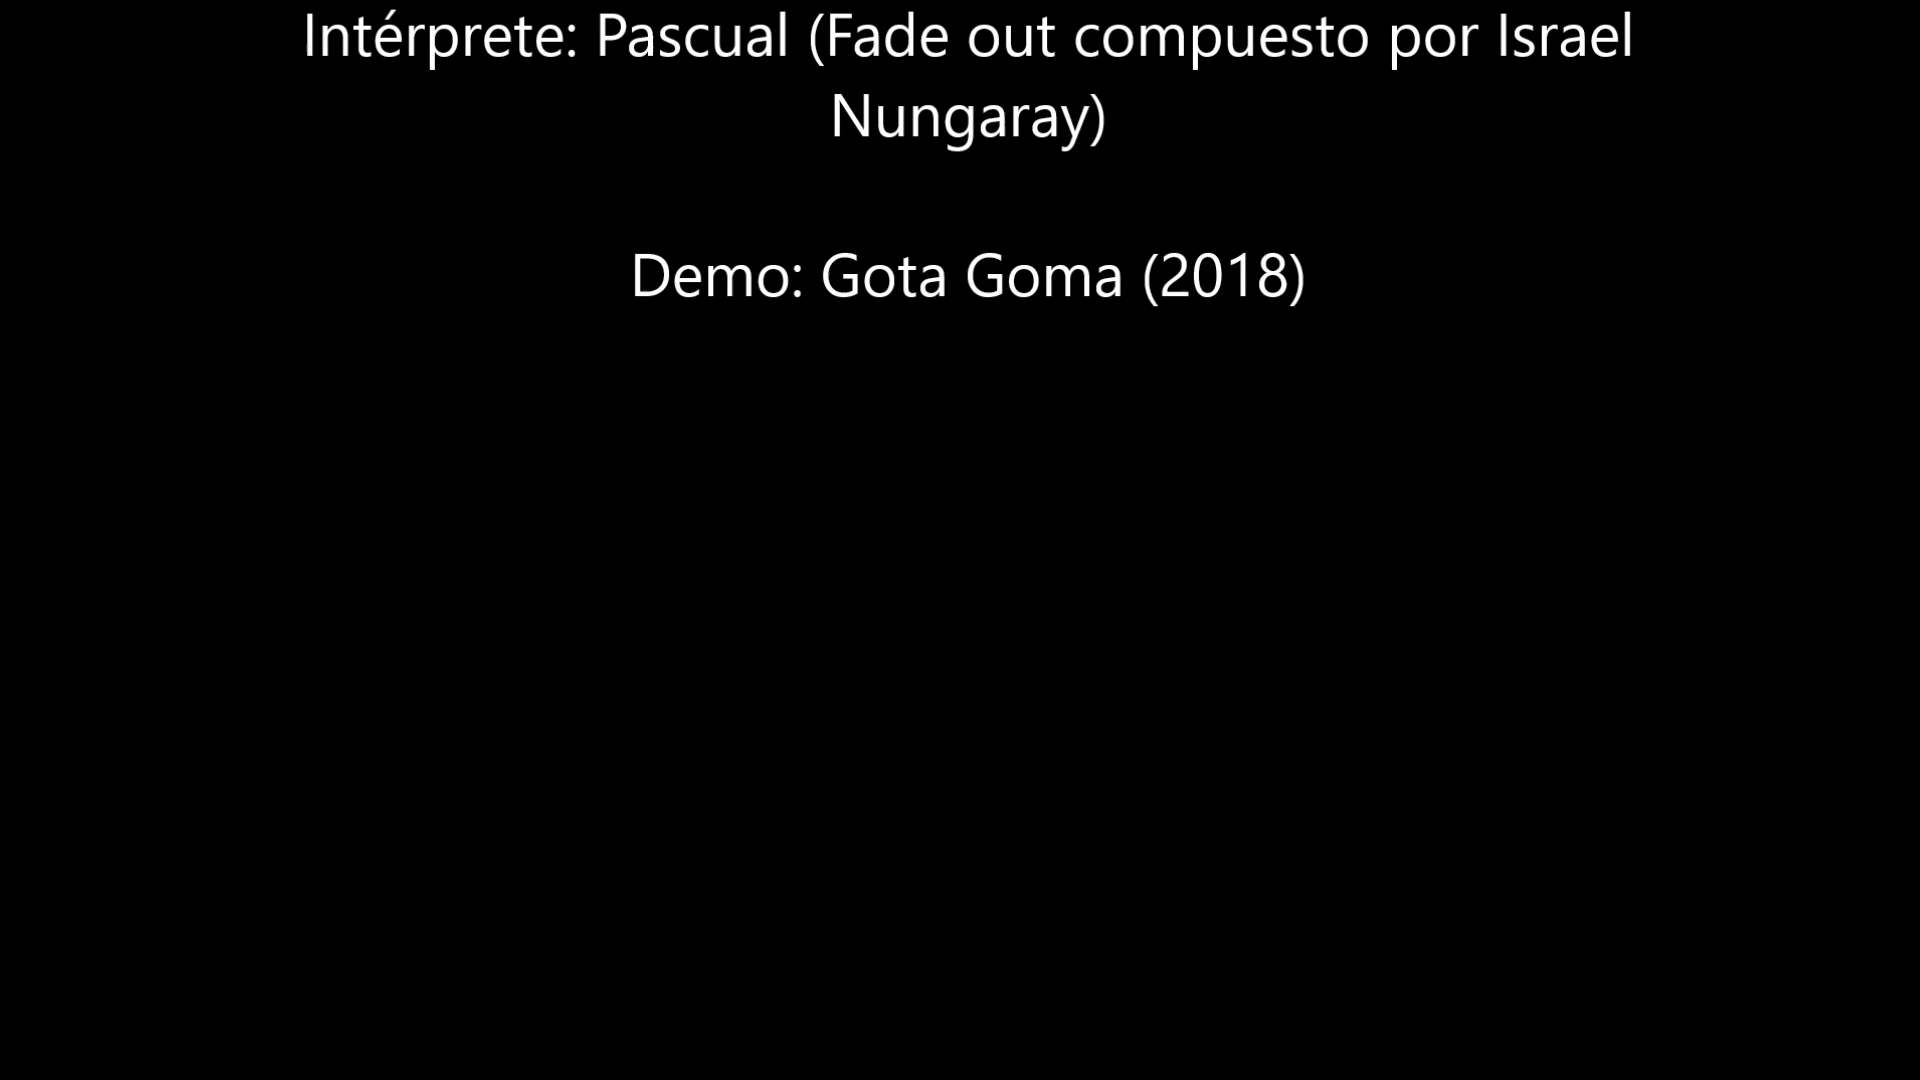 Intérprete: Pascual (Fade out compuesto por Israel
Nungaray)
Demo: Gota Goma (2018)